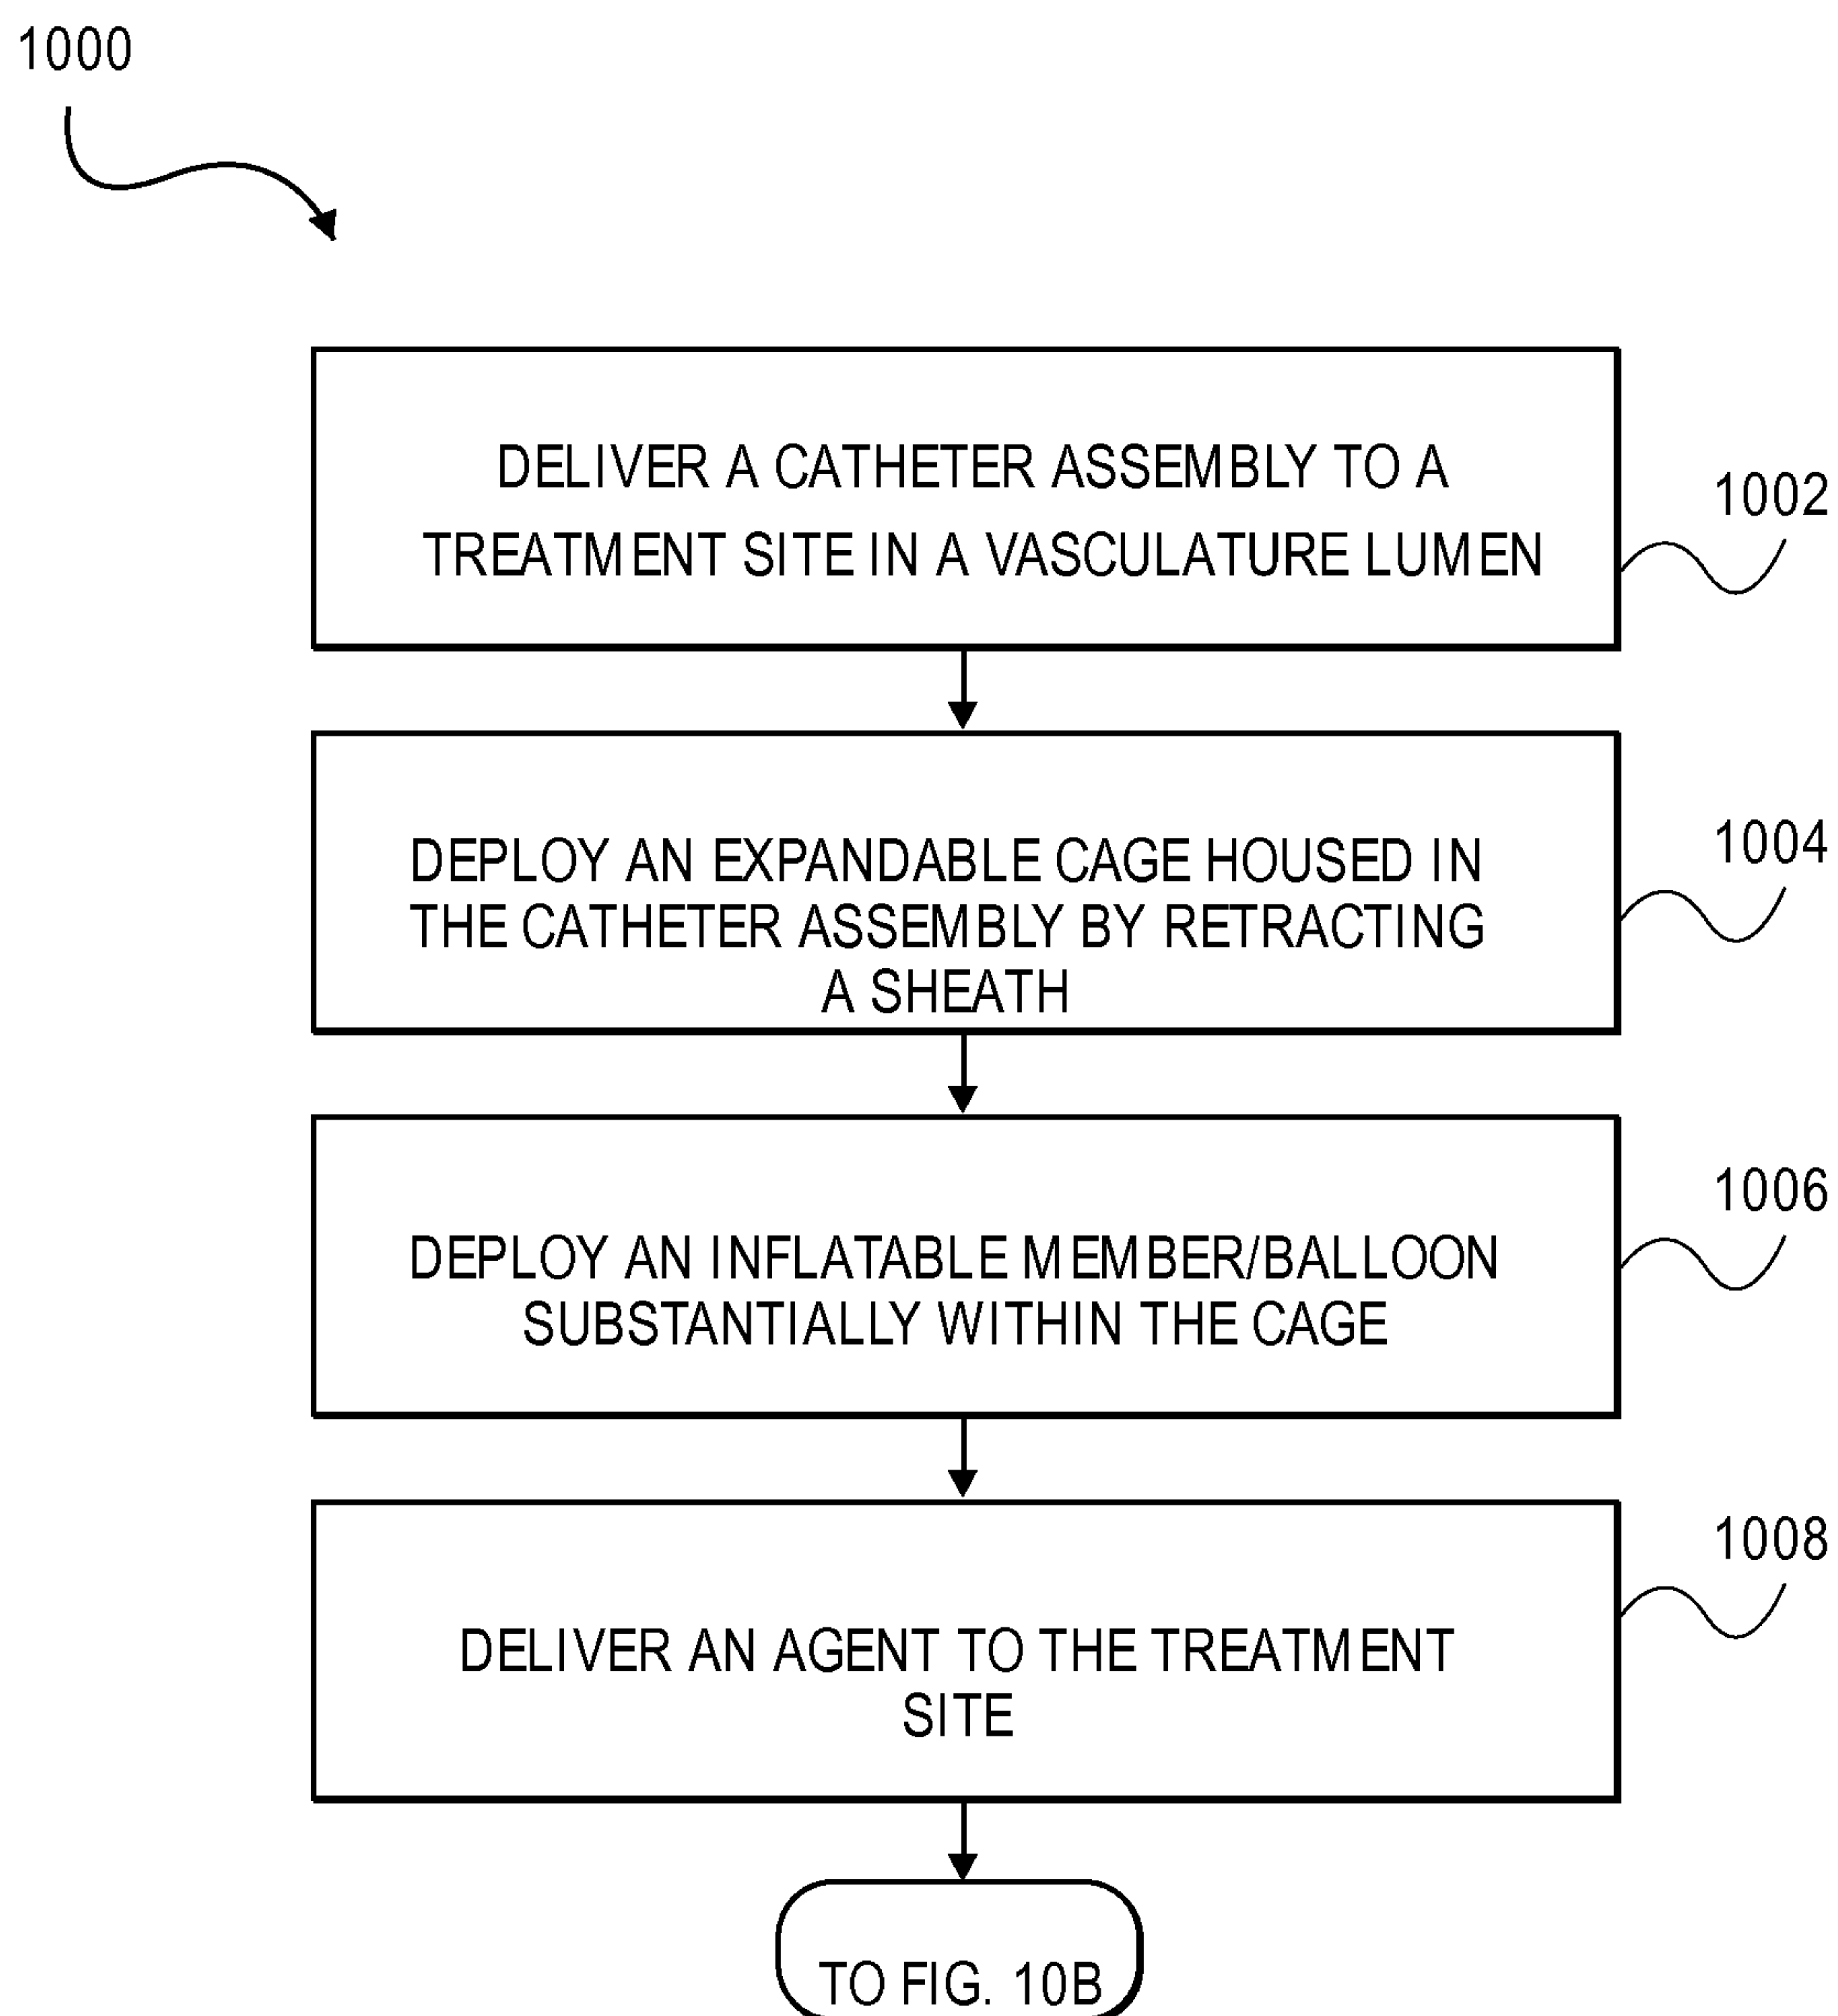 1000
DELIVER A CATHETER ASSEMBLY TO A
TREATMENT SITE IN A VASCULATURE LUMEN
1002
DEPLOY AN EXPANDABLE CAGE HOUSED IN
THE CATHETER ASSEMBLY BY RETRACTING
A SHEATH
1004
DEPLOY AN INFLATABLE MEMBER/BALLOON
SUBSTANTIALLY WITHIN THE CAGE
1006
DELIVER AN AGENT TO THE TREATMENT
SITE
1008
TO FIG. 10B